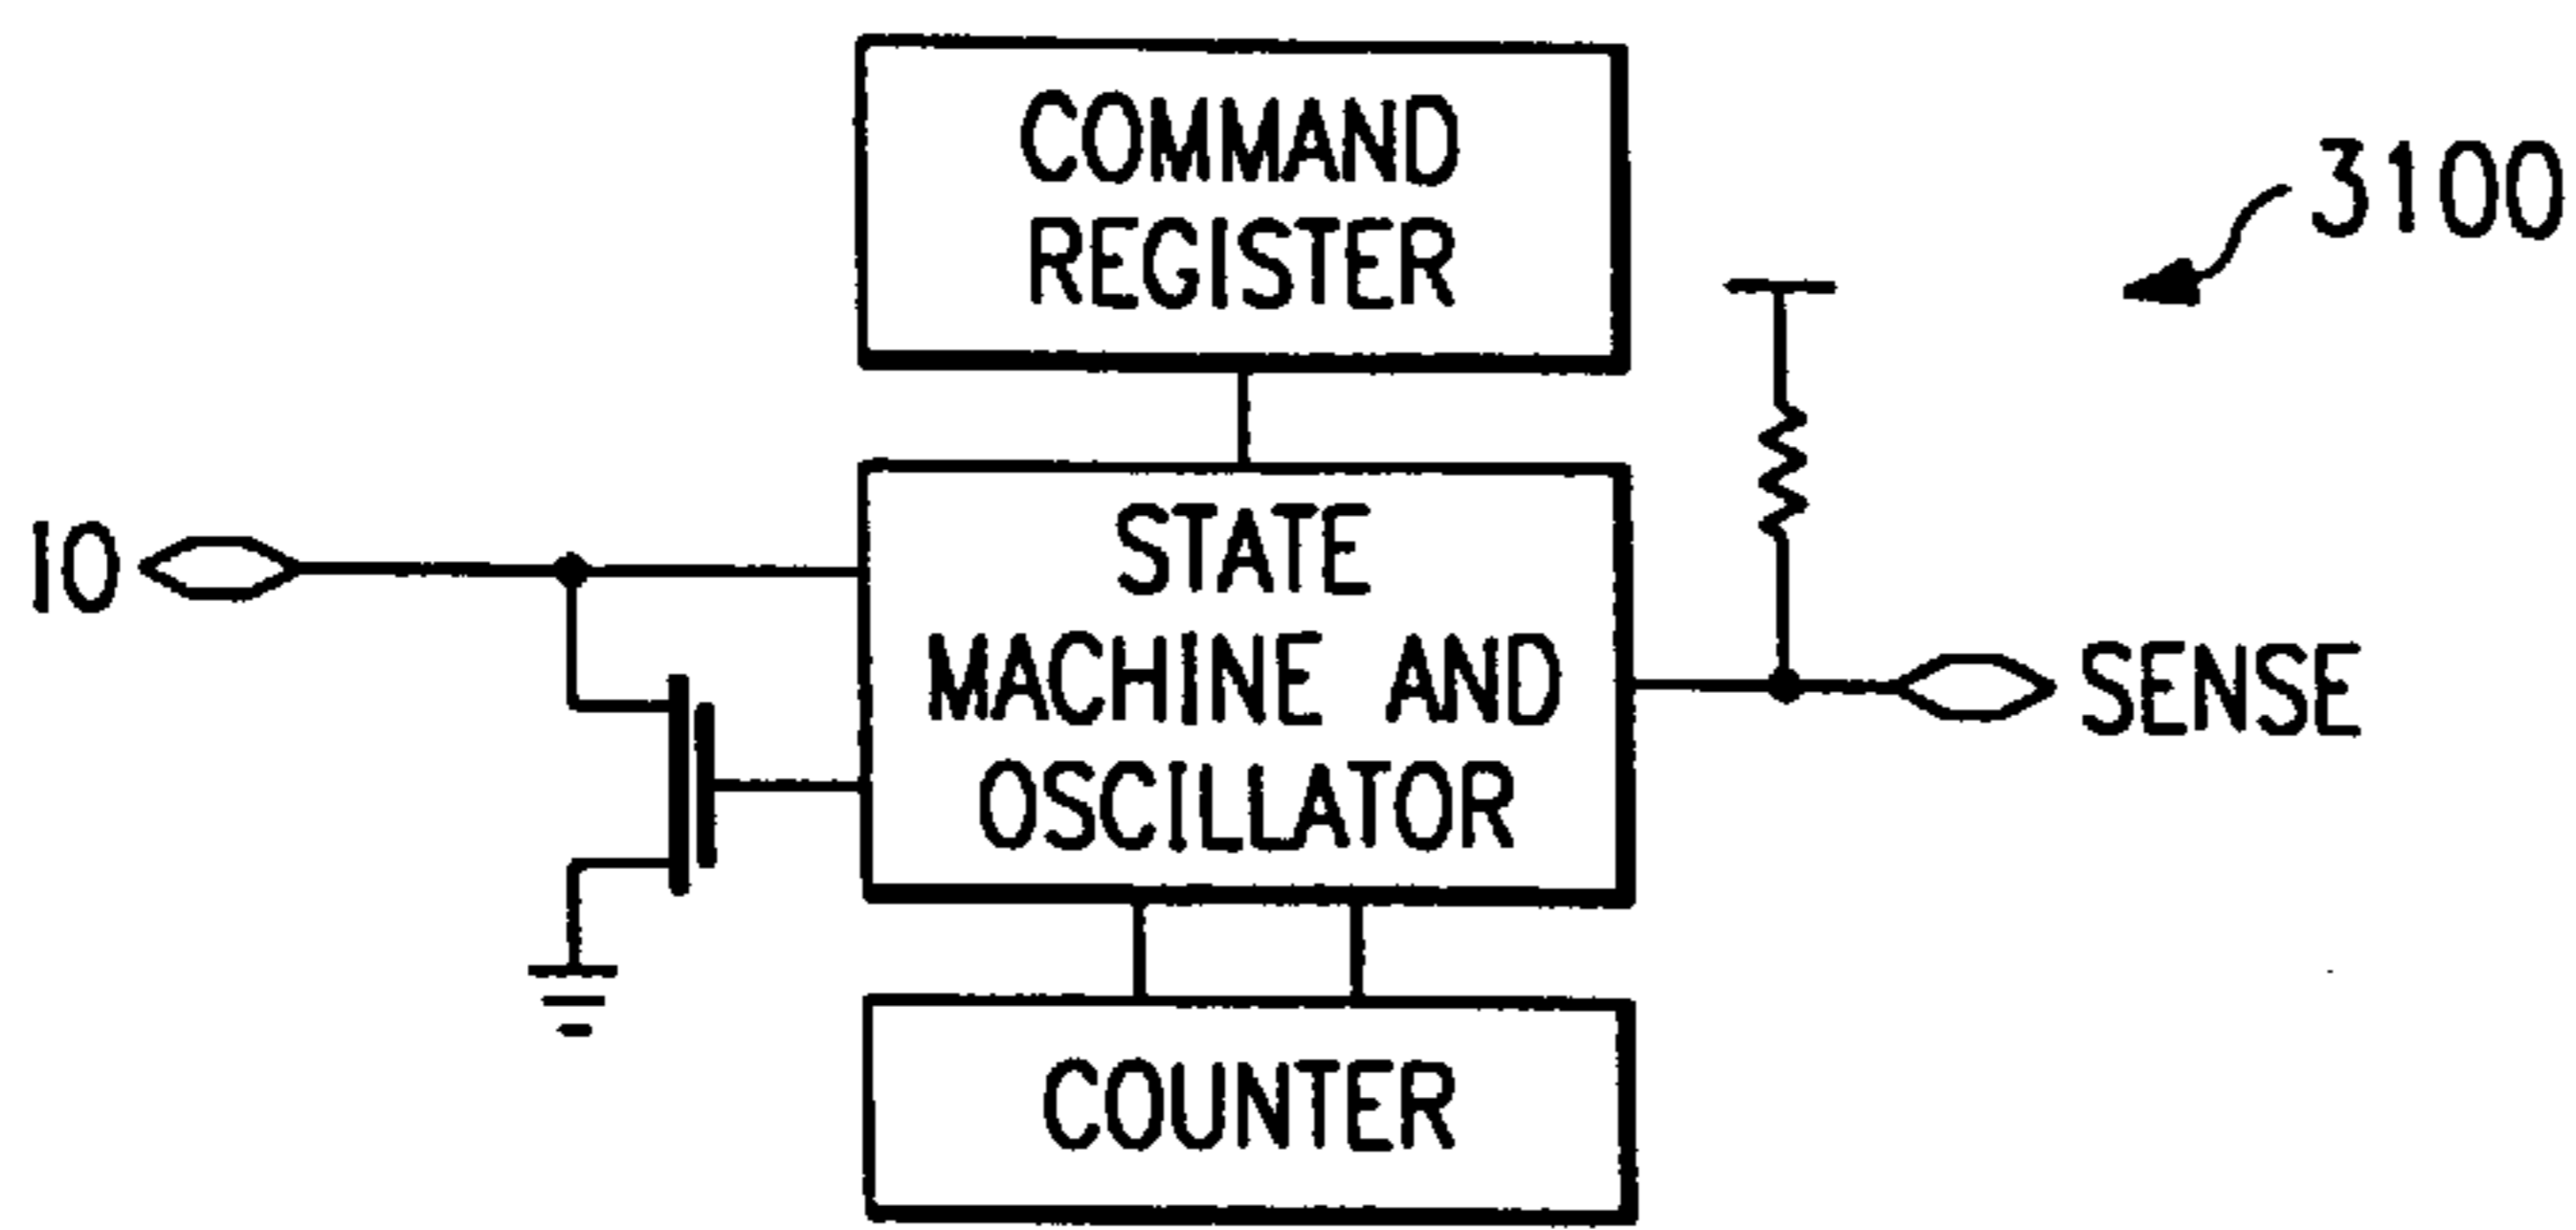 COMMAND
REGISTER
3100
IO
STATE
MACHINE AND
OSCILLATOR
SENSE
COUNTER